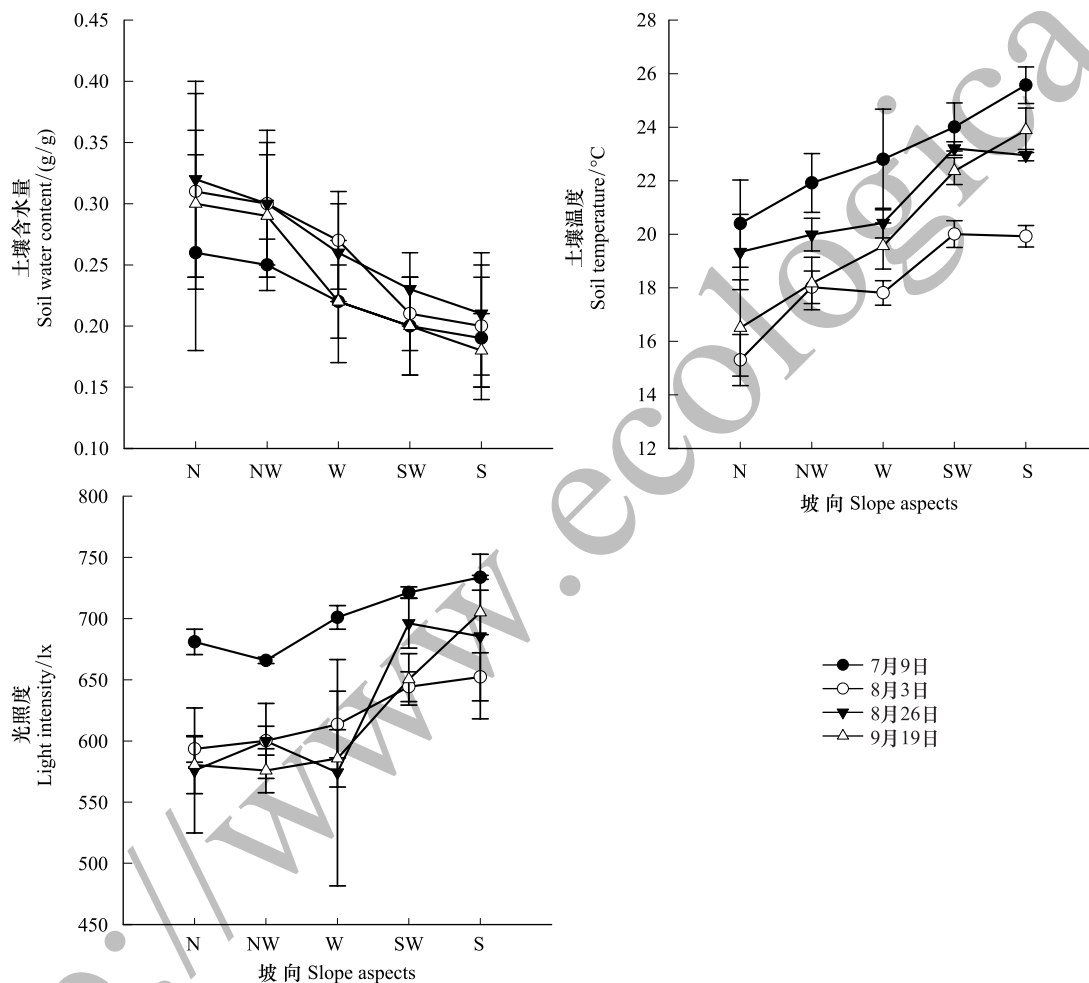 土壤含水量
Soil water content/(g/g)
0.45
0.40
0.35
0.30
0.25
0.20
0.15
0.10
N NW W SW S
土壤温度
Soil temperature/°C
28
26
24
22
20
18
16
14
12
N NW W SW S
坡 向 Slope aspects
光照度
Light intensity/lx
800
750
700
650
600
550
500
450
N NW W SW S
坡 向 Slope aspects
7月9日
8月3日
8月26日
9月19日
://www.ecologica